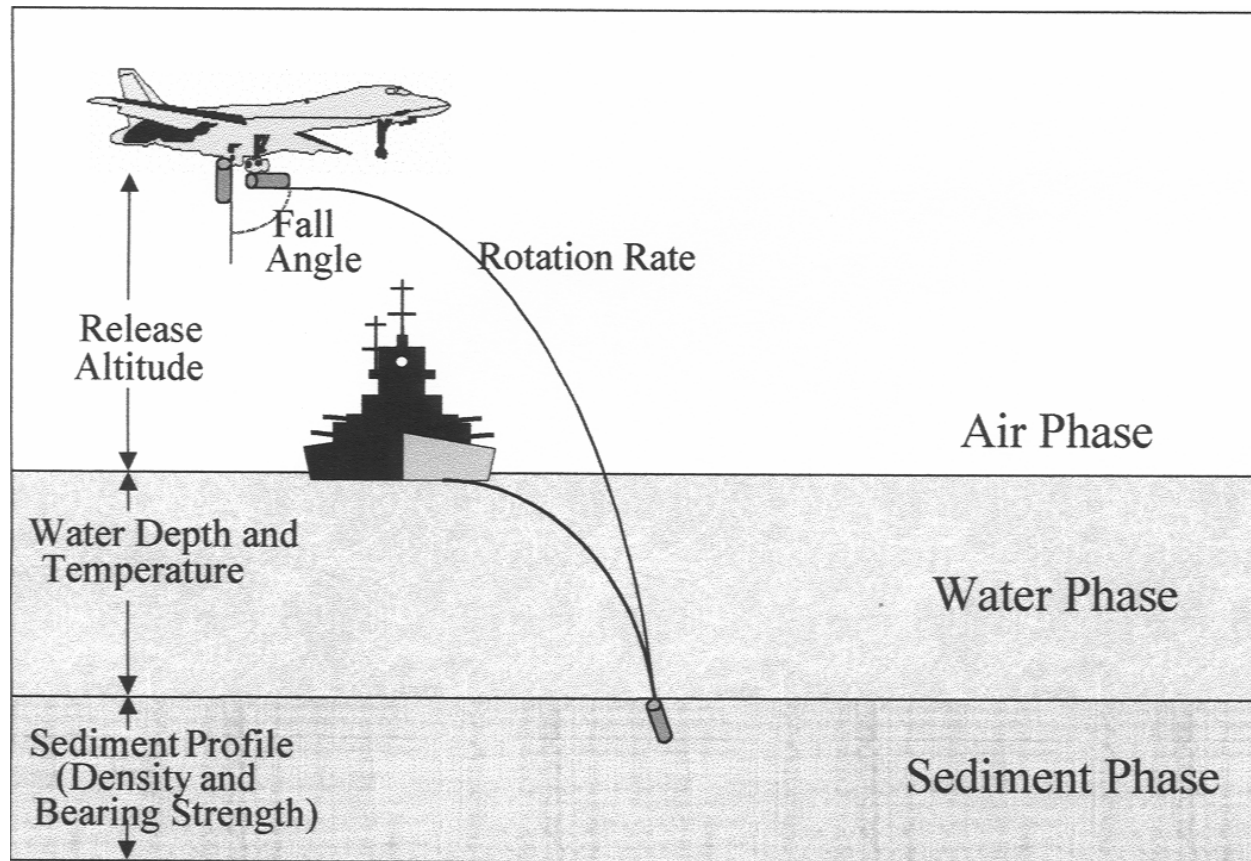 Fall
Angle
Rotation Rate
Release
Altitude
Air Phase
Water Depth and
Temperature
Water Phase
Sediment Profile
(Density and
Bearing Strength)
Sediment Phase